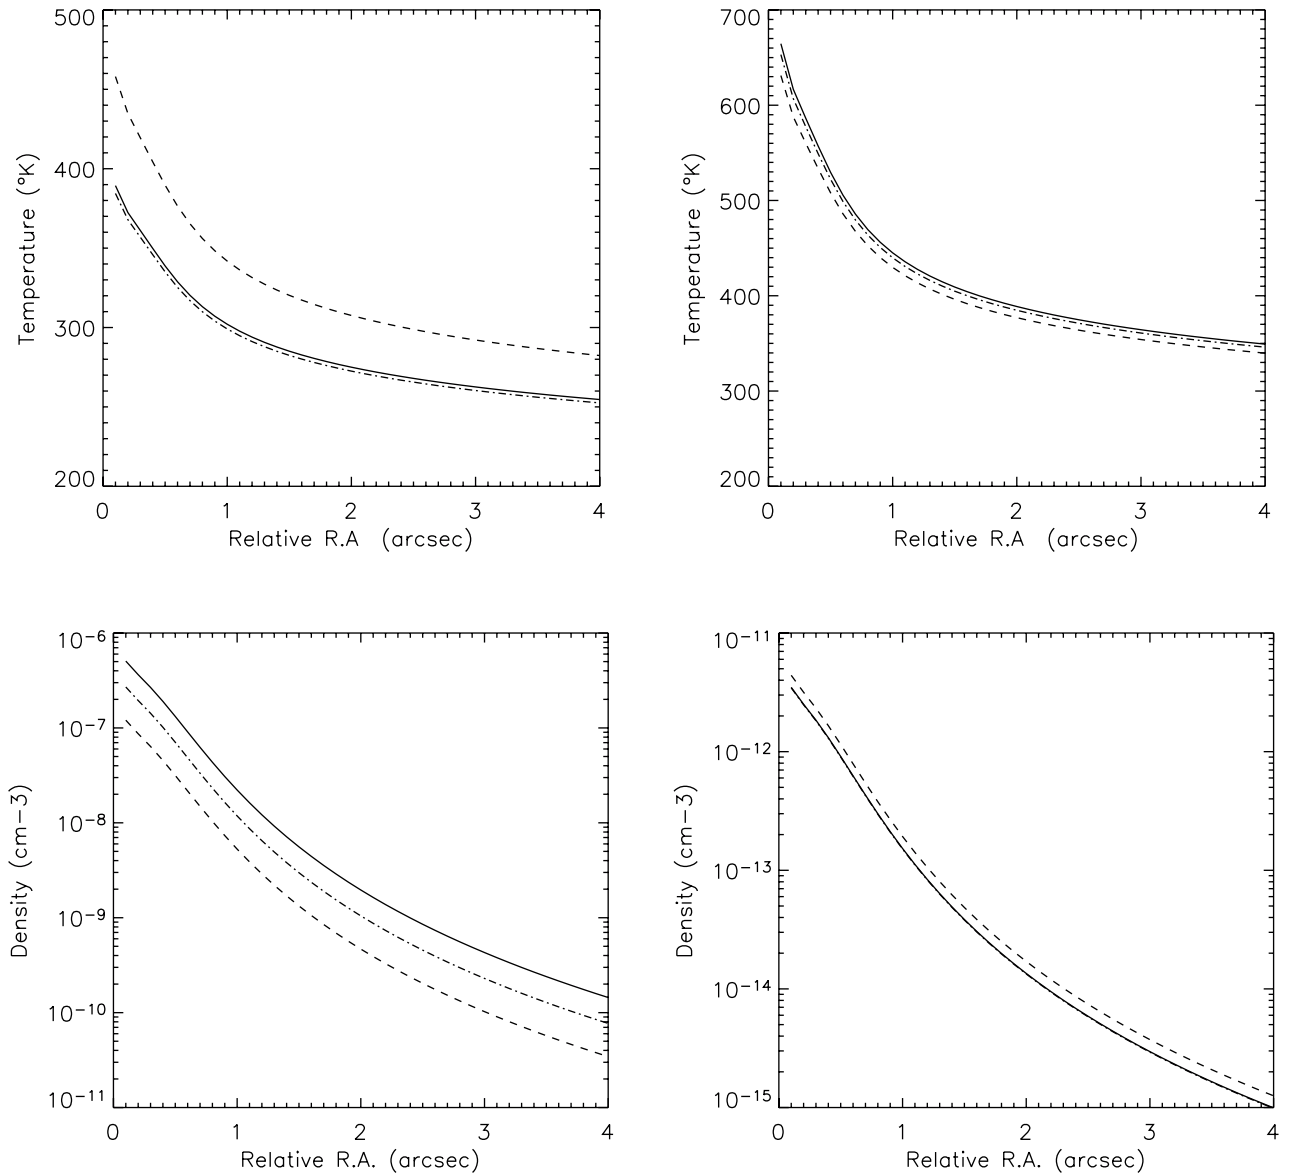 500
400
300
200
Temperature (°K)
0 1 2 3 4
Relative R.A (arcsec)
700
600
500
400
300
200
Temperature (°K)
0 1 2 3 4
Relative R.A (arcsec)
10−6
10−7
10−8
10−9
10−10
10−11
Density (cm−3)
0 1 2 3 4
Relative R.A. (arcsec)
10−11
10−12
10−13
10−14
10−15
Density (cm−3)
0 1 2 3 4
Relative R.A. (arcsec)